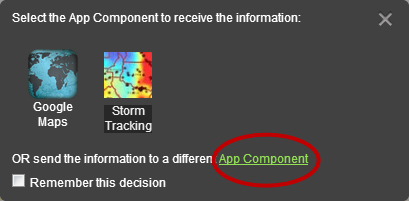 Select the App Component to receive the information:
Google Maps
Storm Tracking
OR send the information to a different App Component
Remember this decision